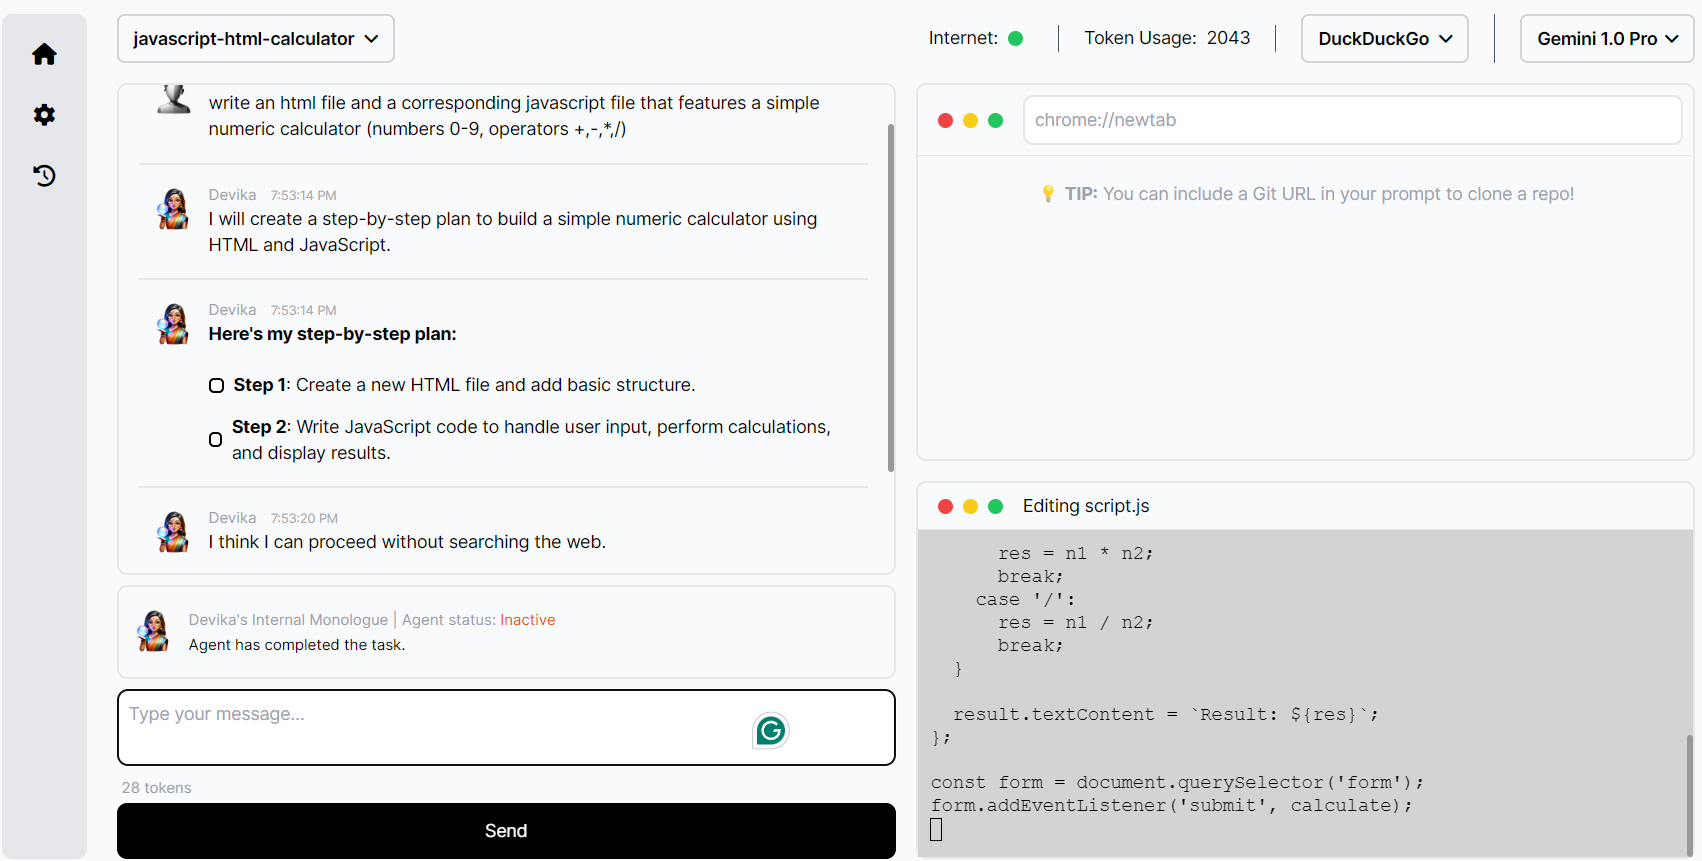 javascript-html-calculator
Internet:
Token Usage: 2043
DuckDuckGo
Gemini 1.0 Pro
write an html file and a corresponding javascript file that features a simple
numeric calculator (numbers 0-9, operators +,-,*,/)
Devika 7:53:14 PM
I will create a step-by-step plan to build a simple numeric calculator using
HTML and JavaScript.
Devika 7:53:14 PM
Here's my step-by-step plan:
Step 1: Create a new HTML file and add basic structure.
Step 2: Write JavaScript code to handle user input, perform calculations,
and display results.
Devika 7:53:20 PM
I think I can proceed without searching the web.
Devika's Internal Monologue | Agent status: Inactive
Agent has completed the task.
Type your message...
G
28 tokens
Send
chrome://newtab
TIP: You can include a Git URL in your prompt to clone a repo!
Editing script.js
res = n1 * n2;
break;
case '/':
res = n1 / n2;
break;
}
result.textContent = `Result: ${res}`;
};
const form = document.querySelector('form');
form.addEventListener('submit', calculate);